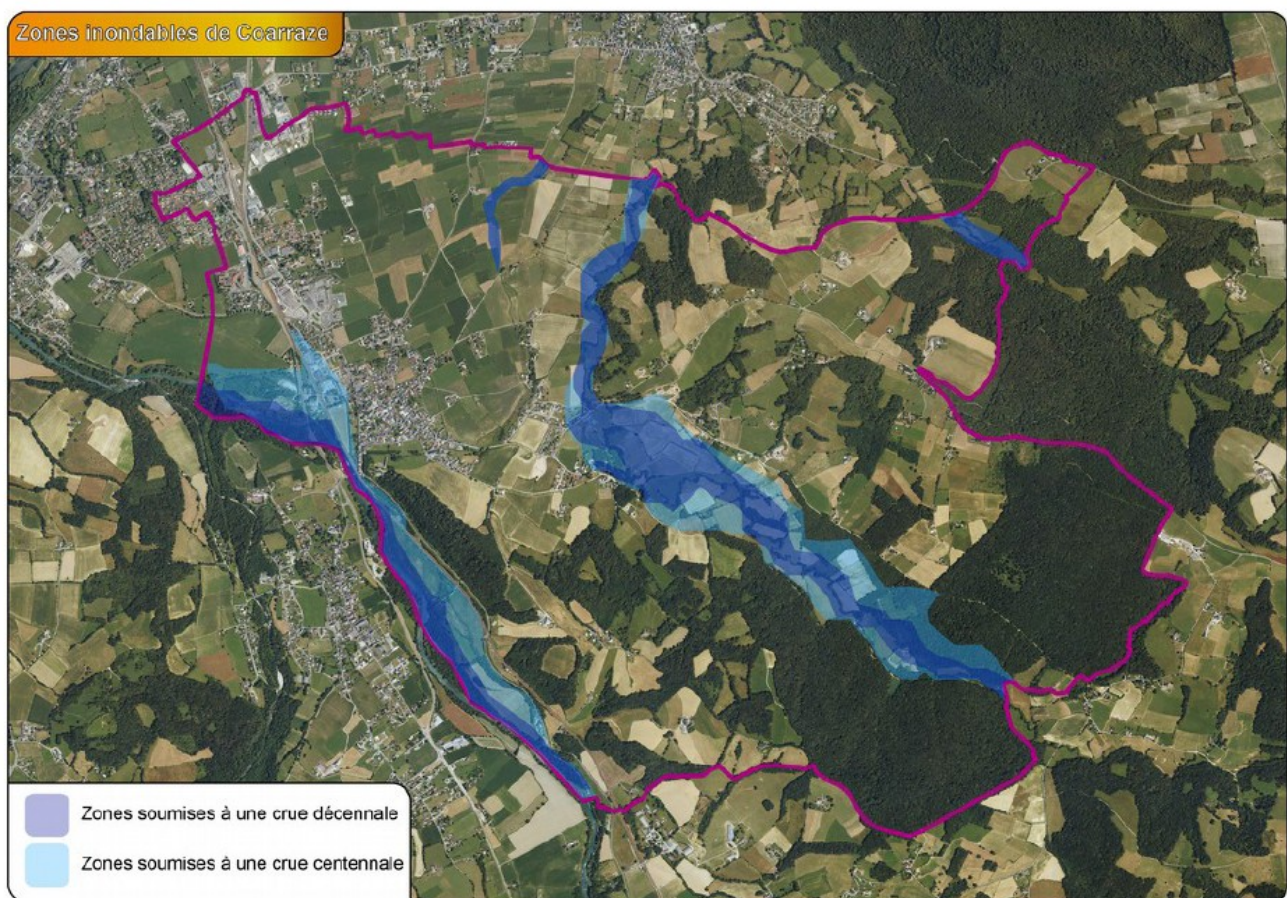 Zones inondables de Coarraze
Zones soumises à une crue décennale
Zones soumises à une crue centennale